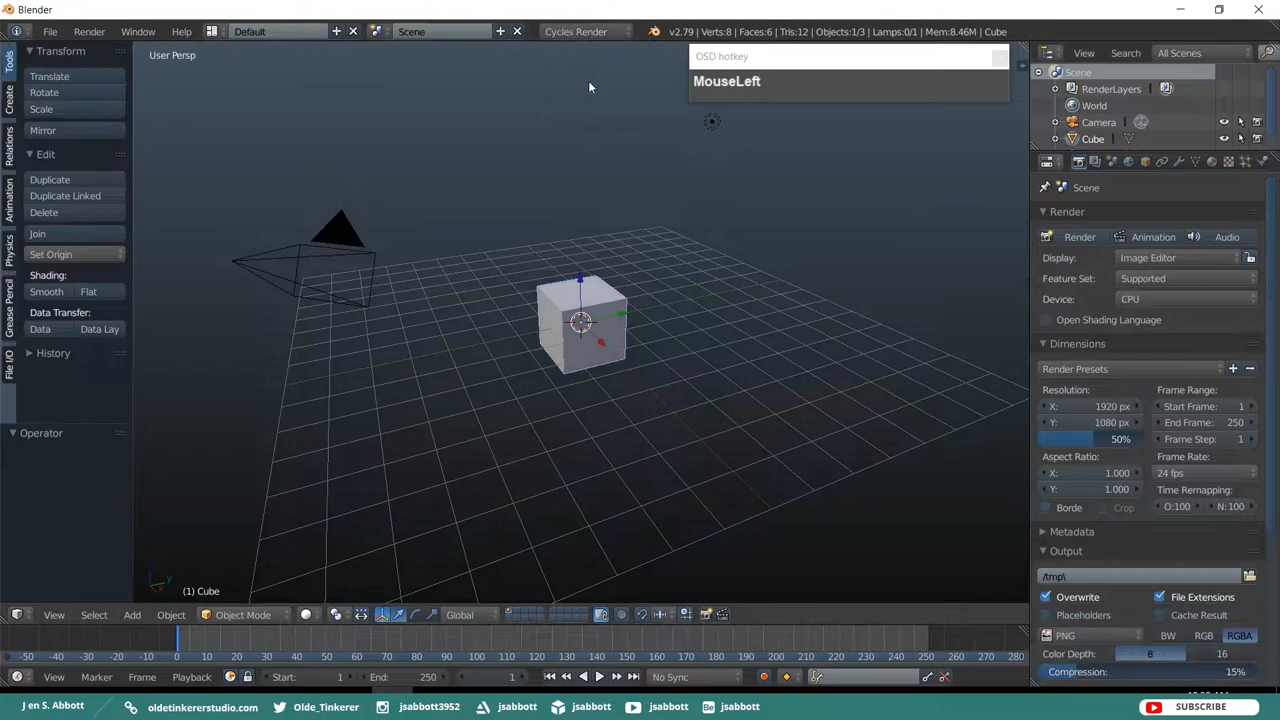 Blender
File Render Window Help Default Scene Cycles Render v2.79 | Verts:8 | Faces:6 | Tris:12 | Objects:1/3 | Lamps:0/1 | Mem:8.46M | Cube
User Persp
OSD hotkey
MouseLeft
Tools
Create
Relations
Animation
Physics
Grease Pencil
File I/O
Transform
Translate
Rotate
Scale
Mirror
Edit
Duplicate
Duplicate Linked
Delete
Join
Set Origin
Shading:
Smooth Flat
Data Transfer:
Data Data Lay
History
Operator
(1) Cube
View Search All Scenes
Scene
RenderLayers
World
Camera
Cube
Scene
Render
Render Animation Audio
Display: Image Editor
Feature Set: Supported
Device: CPU
Open Shading Language
Dimensions
Render Presets
Resolution: Frame Range:
X: 1920 px Start Frame: 1
Y: 1080 px End Frame: 250
50% Frame Step: 1
Aspect Ratio: Frame Rate:
X: 1.000 24 fps
Y: 1.000 Time Remapping:
Borde Crop O:100 N:100
Metadata
Output
/tmp\
Overwrite File Extensions
Placeholders Cache Result
PNG BW RGB RGBA
Color Depth: 8 16
Compression: 15%
View Select Add Object Object Mode Global
-50 -40 -30 -20 -10 0 10 20 30 40 50 60 70 80 90 100 110 120 130 140 150 160 170 180 190 200 210 220 230 240 250 260 270 280
View Marker Frame Playback Start: 1 End: 250 1 No Sync
J en S. Abbott oldetinkererstudio.com Olde_Tinkerer jsabbott3952 jsabbott jsabbott jsabbott jsabbott SUBSCRIBE